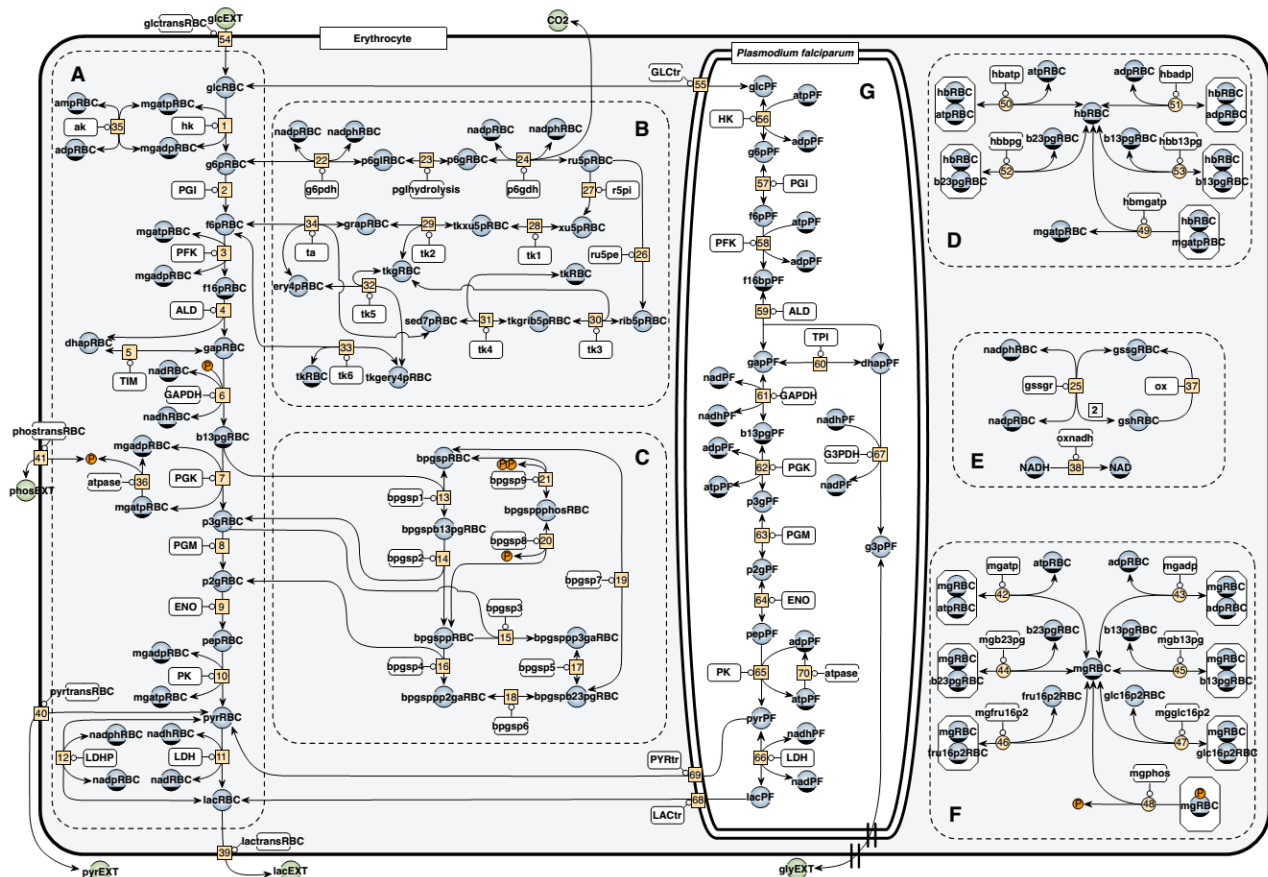 glcEXT
CO2
glctransRBC
54
Erythrocyte
Plasmodium falciparum
A
glcRBC
GLCtr
55
glcPF
G
ampRBC
mgatpRBC
ak
35
hk
1
adpRBC
mgadpRBC
g6pRBC
PGI
2
f6pRBC
mgatpRBC
PFK
3
mgadpRBC
f16pRBC
ALD
4
dhapRBC
5
gapRBC
TIM
nadRBC
P
GAPDH
6
nadhRBC
b13pgRBC
phostransRBC
41
P
mgadpRBC
atpase
36
PGK
7
phosEXT
mgatpRBC
p3gRBC
PGM
8
p2gRBC
ENO
9
pepRBC
mgadpRBC
PK
10
mgatpRBC
pyrtransRBC
40
pyrRBC
nadphRBC
nadhRBC
12
LDHP
LDH
11
nadpRBC
nadRBC
lacRBC
39
lactransRBC
pyrEXT
lacEXT
B
nadpRBC
nadphRBC
nadpRBC
nadphRBC
22
p6glRBC
23
p6gRBC
24
ru5pRBC
g6pdh
pglhydrolysis
p6gdh
27
r5pi
34
grapRBC
29
tkxu5pRBC
28
xu5pRBC
ta
tk2
tk1
ru5pe
26
tkgRBC
tkRBC
ery4pRBC
32
tk5
sed7pRBC
31
tkgrib5pRBC
30
rib5pRBC
tk4
tk3
33
tkRBC
tk6
tkgery4pRBC
C
bpgspRBC
PP
bpgsp9
21
bpgsp1
13
bpgsppphosRBC
bpgspb13pgRBC
bpgsp8
20
bpgsp2
14
P
bpgsp7
19
bpgsp3
bpgsppRBC
15
bpgsppp3gaRBC
bpgsp4
16
bpgsp5
17
bpgsppp2gaRBC
18
bpgspb23pgRBC
bpgsp6
atpPF
HK
56
adpPF
g6pPF
57
PGI
f6pPF
atpPF
PFK
58
adpPF
f16bpPF
59
ALD
TPI
gapPF
60
dhapPF
nadPF
61
GAPDH
nadhPF
nadhPF
b13pgPF
adpPF
62
PGK
G3PDH
67
atpPF
nadPF
p3gPF
63
PGM
g3pPF
p2gPF
64
ENO
pepPF
adpPF
PK
65
70
atpase
atpPF
pyrPF
nadhPF
PYRtr
69
66
LDH
nadPF
68
lacPF
LACtr
glyEXT
hbatp
atpRBC
adpRBC
hbadp
hbRBC
atpRBC
50
hbRBC
51
hbRBC
adpRBC
hbbpg
b23pgRBC
b13pgRBC
hbb13pg
hbRBC
b23pgRBC
52
53
hbRBC
b13pgRBC
hbmgatp
mgatpRBC
49
hbRBC
mgatpRBC
D
nadphRBC
gssgRBC
gssgr
25
ox
37
2
nadpRBC
gshRBC
oxnadh
NADH
38
NAD
E
mgatp
atpRBC
adpRBC
mgadp
mgRBC
atpRBC
42
43
mgRBC
adpRBC
mgb23pg
b23pgRBC
b13pgRBC
mgb13pg
mgRBC
b23pgRBC
44
mgRBC
45
mgRBC
b13pgRBC
mgfru16p2
fru16p2RBC
glc16p2RBC
mgglc16p2
mgRBC
fru16p2RBC
46
47
mgRBC
glc16p2RBC
mgphos
P
48
P
mgRBC
F